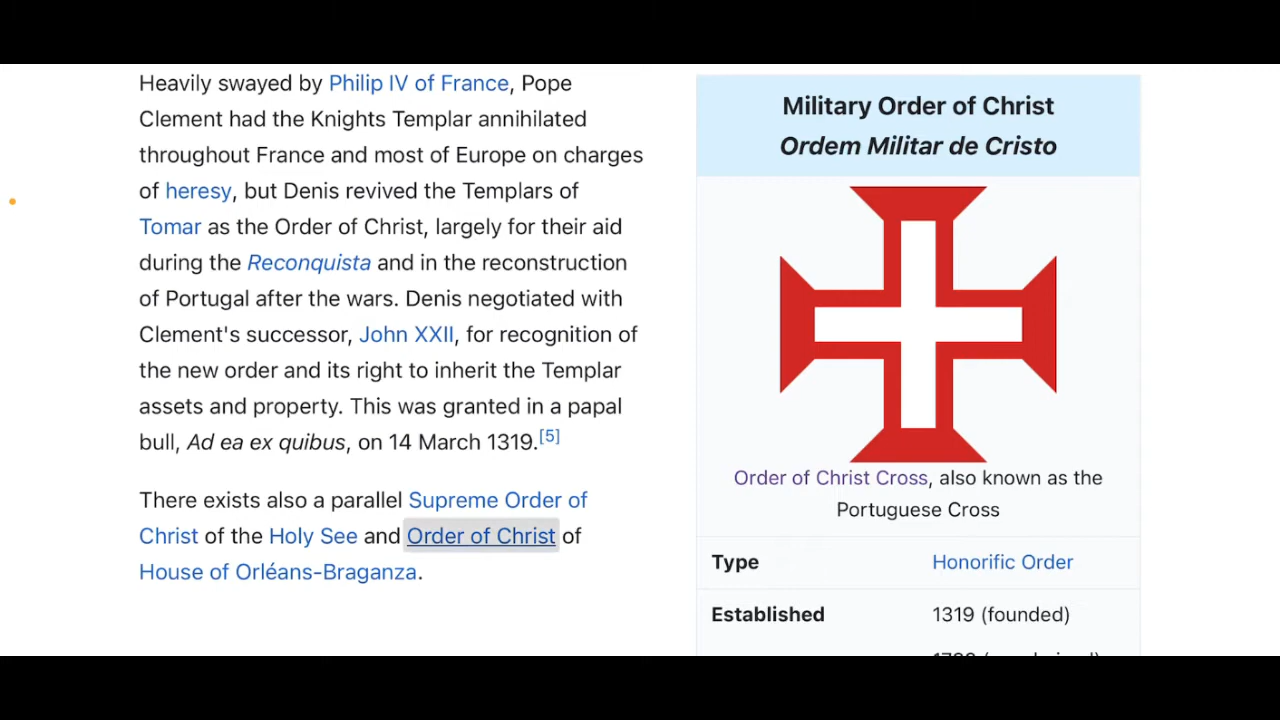 Heavily swayed by Philip IV of France, Pope
Clement had the Knights Templar annihilated
throughout France and most of Europe on charges
of heresy, but Denis revived the Templars of
Tomar as the Order of Christ, largely for their aid
during the Reconquista and in the reconstruction
of Portugal after the wars. Denis negotiated with
Clement's successor, John XXII, for recognition of
the new order and its right to inherit the Templar
assets and property. This was granted in a papal
bull, Ad ea ex quibus, on 14 March 1319.[5]
There exists also a parallel Supreme Order of
Christ of the Holy See and Order of Christ of
House of Orléans-Braganza.
Military Order of Christ
Ordem Militar de Cristo
Order of Christ Cross, also known as the
Portuguese Cross
Type Honorific Order
Established 1319 (founded)